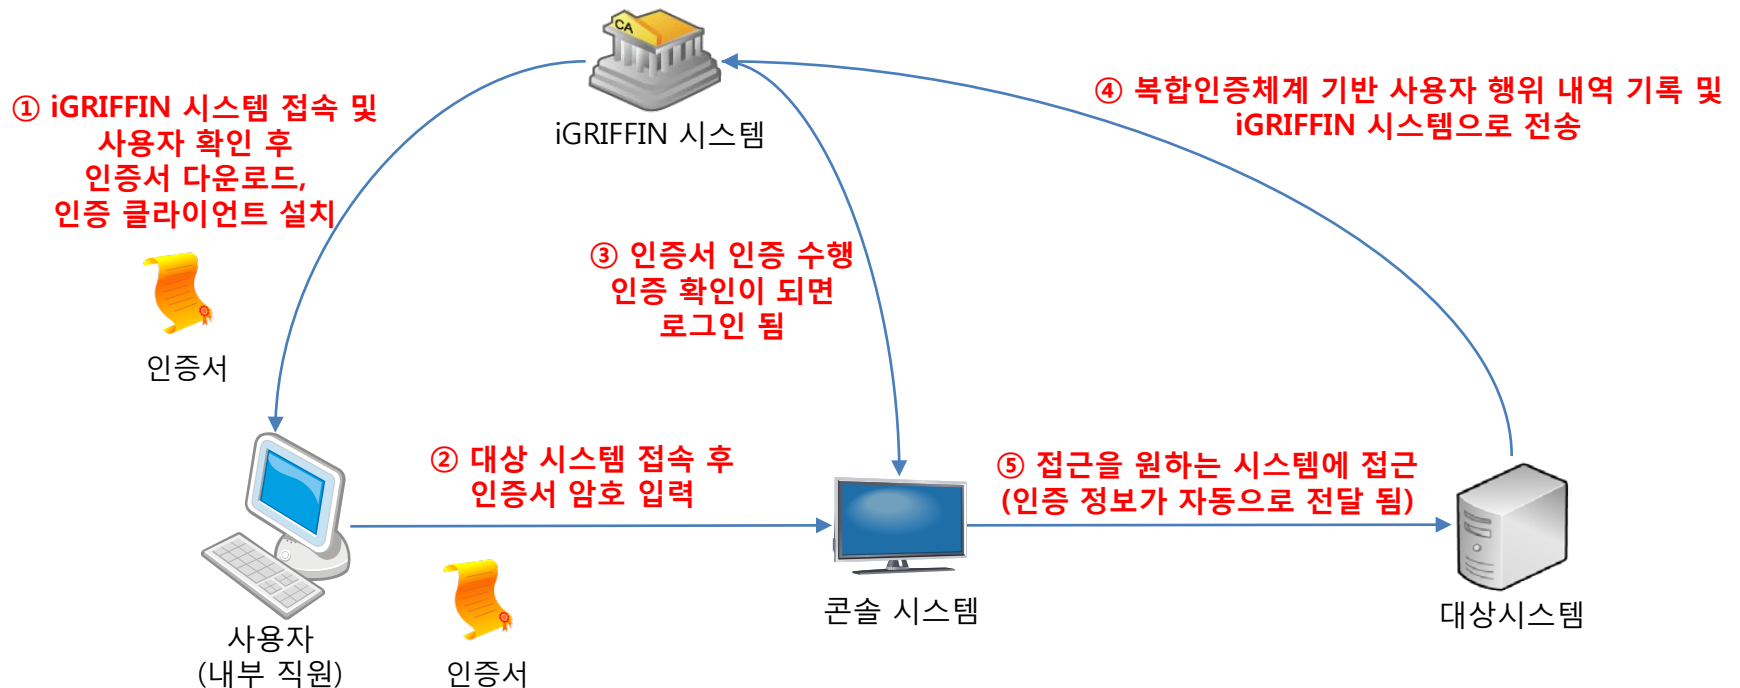 CA
iGRIFFIN 시스템
① iGRIFFIN 시스템 접속 및
사용자 확인 후
인증서 다운로드,
인증 클라이언트 설치
④ 복합인증체계 기반 사용자 행위 내역 기록 및
iGRIFFIN 시스템으로 전송
③ 인증서 인증 수행
인증 확인이 되면
로그인 됨
인증서
② 대상 시스템 접속 후
인증서 암호 입력
⑤ 접근을 원하는 시스템에 접근
(인증 정보가 자동으로 전달 됨)
콘솔 시스템
대상시스템
사용자
(내부 직원)
인증서